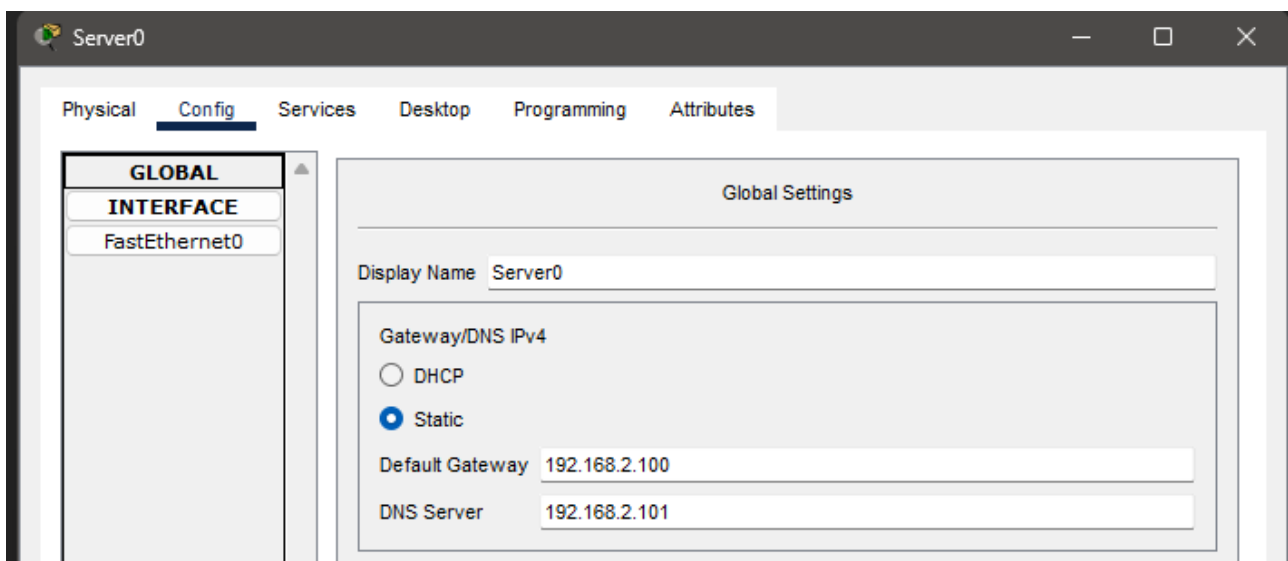 Server0
Physical Config Services Desktop Programming Attributes
GLOBAL
INTERFACE
FastEthernet0
Global Settings
Display Name Server0
Gateway/DNS IPv4
DHCP
Static
Default Gateway 192.168.2.100
DNS Server 192.168.2.101